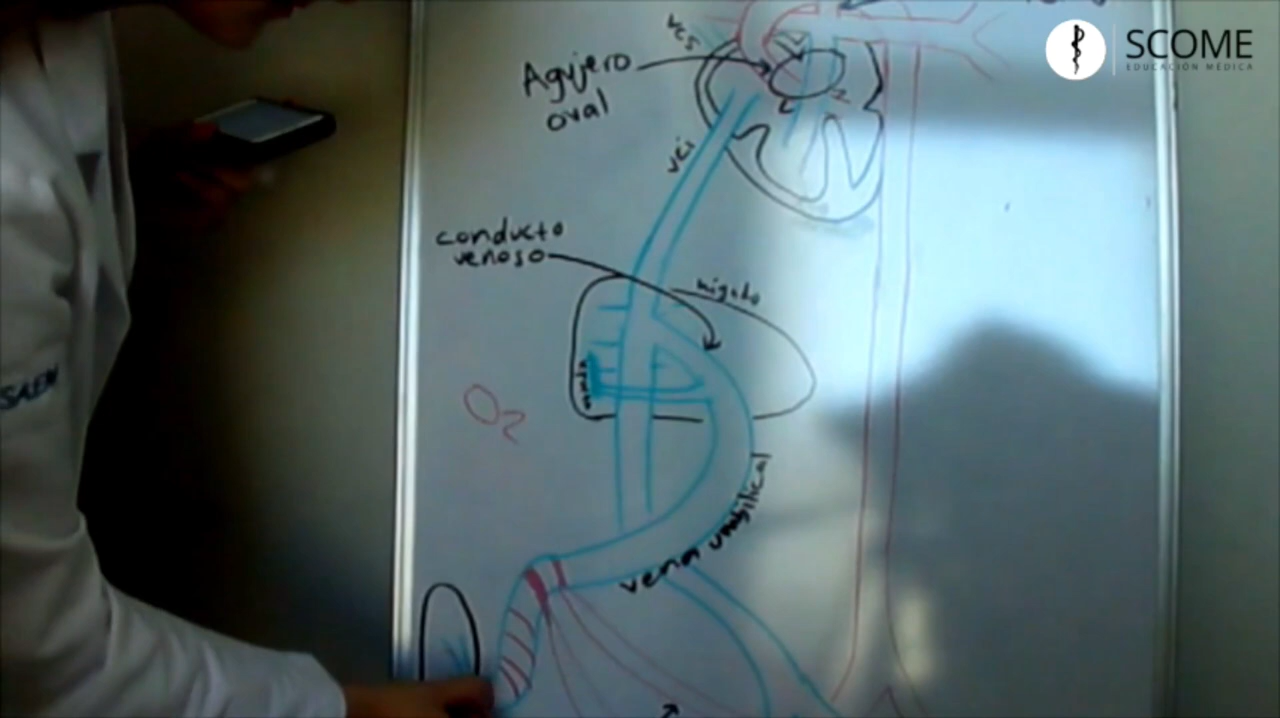 SCOME
EDUCACIÓN MÉDICA
vcs
Agujero
oval
vci
conducto
venoso
hígado
O2
vena umbilical